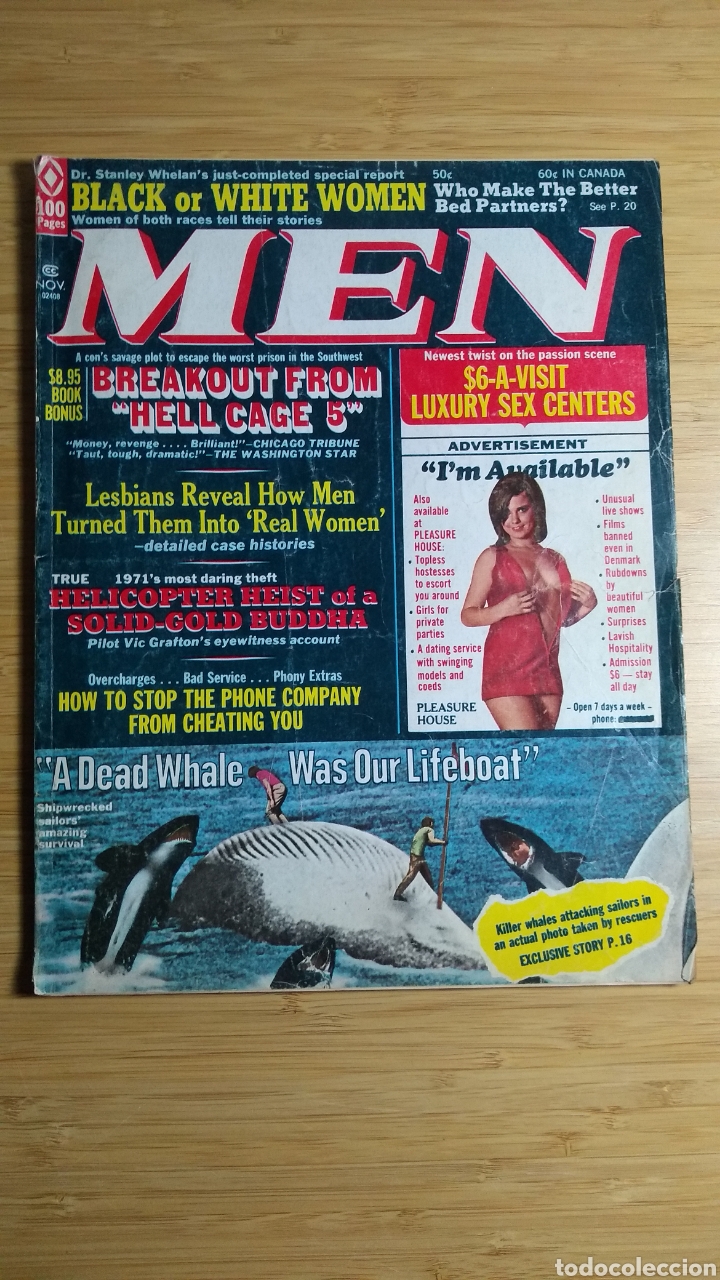 Dr. Stanley Whelan's just-completed special report
50¢
60¢ IN CANADA
BLACK or WHITE WOMEN
Who Make The Better
Bed Partners? See P. 20
Women of both races tell their stories
100
Pages
MEN
CC
NOV.
02408
A con's savage plot to escape the worst prison in the Southwest
$8.95
BOOK
BONUS
BREAKOUT FROM
"HELL CAGE 5"
"Money, revenge .... Brilliant!"—CHICAGO TRIBUNE
"Taut, tough, dramatic!"—THE WASHINGTON STAR
Lesbians Reveal How Men
Turned Them Into 'Real Women'
—detailed case histories
TRUE 1971's most daring theft
HELICOPTER HEIST of a
SOLID-GOLD BUDDHA
Pilot Vic Grafton's eyewitness account
Overcharges ... Bad Service ... Phony Extras
HOW TO STOP THE PHONE COMPANY
FROM CHEATING YOU
Newest twist on the passion scene
$6-A-VISIT
LUXURY SEX CENTERS
ADVERTISEMENT
"I'm Available"
Also
available
at
PLEASURE
HOUSE:
• Topless
hostesses
to escort
you around
• Girls for
private
parties
• A dating service
with swinging
models and
coeds
PLEASURE
HOUSE
• Unusual
live shows
• Films
banned
even in
Denmark
• Rubdowns
by
beautiful
women
• Surprises
• Lavish
Hospitality
• Admission
$6 — stay
all day
– Open 7 days a week –
phone:
"A Dead Whale Was Our Lifeboat"
Shipwrecked
sailors'
amazing
survival
Killer whales attacking sailors in
an actual photo taken by rescuers
EXCLUSIVE STORY P. 16
todocoleccion